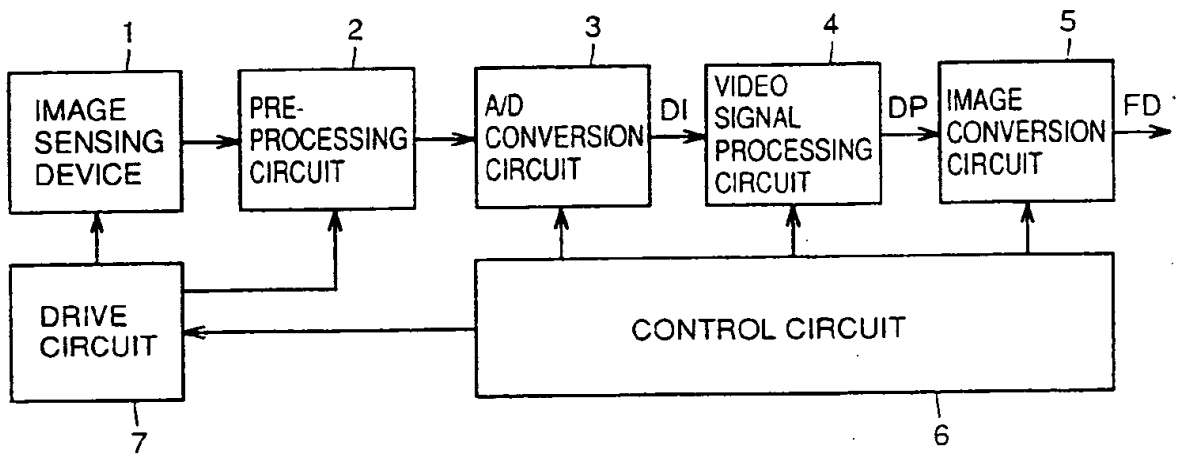 1
2
3
4
5
IMAGE
SENSING
DEVICE
PRE-
PROCESSING
CIRCUIT
A/D
CONVERSION
CIRCUIT
DI
VIDEO
SIGNAL
PROCESSING
CIRCUIT
DP
IMAGE
CONVERSION
CIRCUIT
FD
DRIVE
CIRCUIT
CONTROL CIRCUIT
7
6